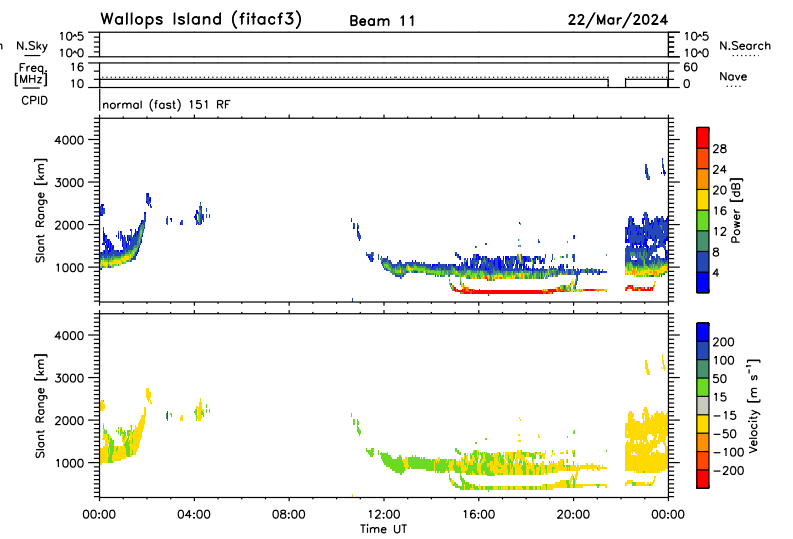 Wallops Island (fitacf3) Beam 11 22/Mar/2024
n N.Sky 10^5 10^0 10^5 10^0 N.Search
Freq. [MHz] 16 10 60 0 Nave
CPID normal (fast) 151 RF
Slant Range [km]
4000
3000
2000
1000
28
24
20
16
12
8
4
Power [dB]
Slant Range [km]
4000
3000
2000
1000
200
100
50
15
-15
-50
-100
-200
Velocity [m s⁻¹]
00:00 04:00 08:00 12:00 16:00 20:00 00:00
Time UT